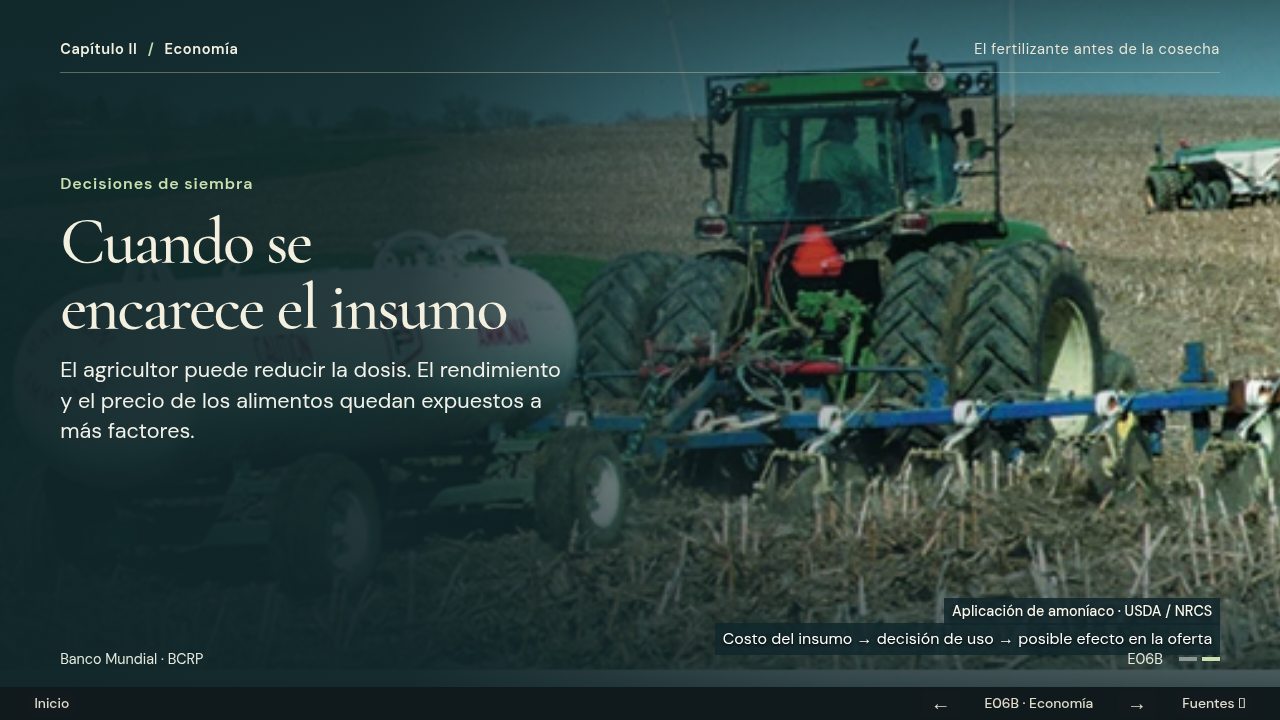 Capítulo II / Economía
El fertilizante antes de la cosecha
Decisiones de siembra
Cuando se
encarece el insumo
El agricultor puede reducir la dosis. El rendimiento
y el precio de los alimentos quedan expuestos a
más factores.
Aplicación de amoníaco · USDA / NRCS
Costo del insumo → decisión de uso → posible efecto en la oferta
Banco Mundial · BCRP
E06B
Inicio
← E06B · Economía → Fuentes